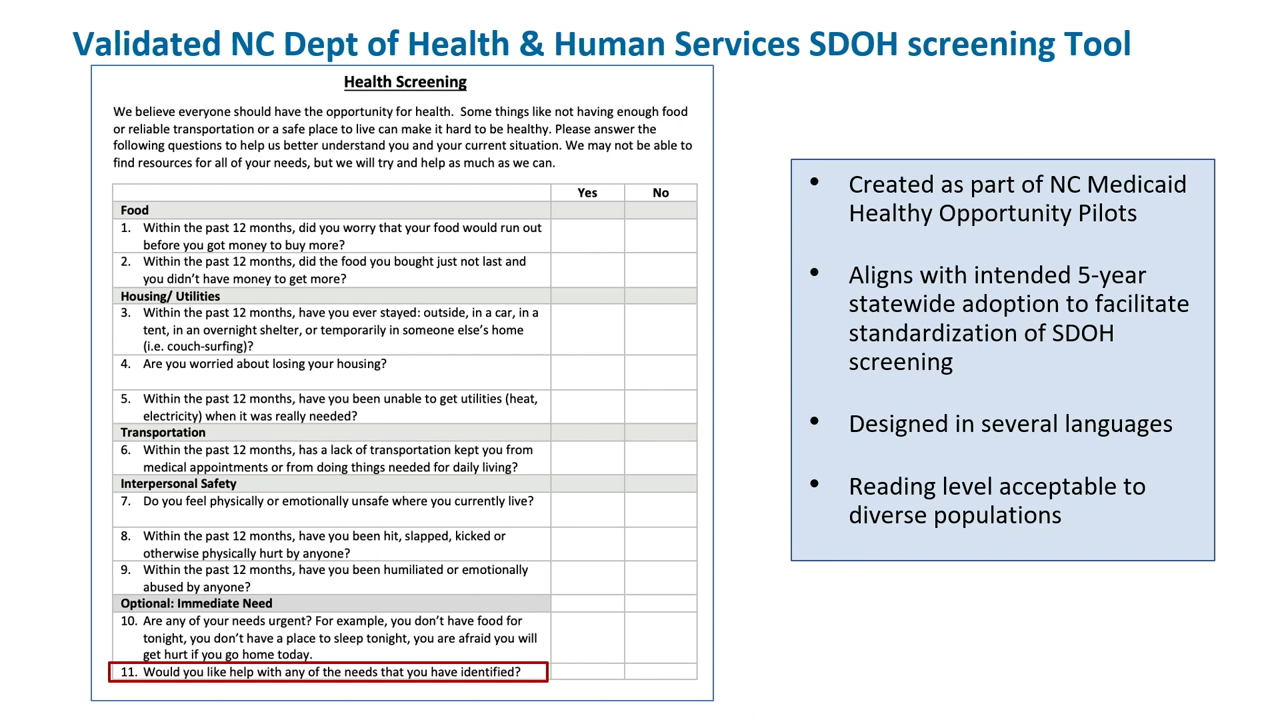 Validated NC Dept of Health & Human Services SDOH screening Tool
Health Screening
We believe everyone should have the opportunity for health.  Some things like not having enough food
or reliable transportation or a safe place to live can make it hard to be healthy. Please answer the
following questions to help us better understand you and your current situation. We may not be able to
find resources for all of your needs, but we will try and help as much as we can.
Yes No
Food
1. Within the past 12 months, did you worry that your food would run out
before you got money to buy more?
2. Within the past 12 months, did the food you bought just not last and
you didn't have money to get more?
Housing/ Utilities
3. Within the past 12 months, have you ever stayed: outside, in a car, in a
tent, in an overnight shelter, or temporarily in someone else's home
(i.e. couch-surfing)?
4. Are you worried about losing your housing?
5. Within the past 12 months, have you been unable to get utilities (heat,
electricity) when it was really needed?
Transportation
6. Within the past 12 months, has a lack of transportation kept you from
medical appointments or from doing things needed for daily living?
Interpersonal Safety
7. Do you feel physically or emotionally unsafe where you currently live?
8. Within the past 12 months, have you been hit, slapped, kicked or
otherwise physically hurt by anyone?
9. Within the past 12 months, have you been humiliated or emotionally
abused by anyone?
Optional: Immediate Need
10. Are any of your needs urgent? For example, you don't have food for
tonight, you don't have a place to sleep tonight, you are afraid you will
get hurt if you go home today.
11. Would you like help with any of the needs that you have identified?
• Created as part of NC Medicaid
Healthy Opportunity Pilots
• Aligns with intended 5-year
statewide adoption to facilitate
standardization of SDOH
screening
• Designed in several languages
• Reading level acceptable to
diverse populations